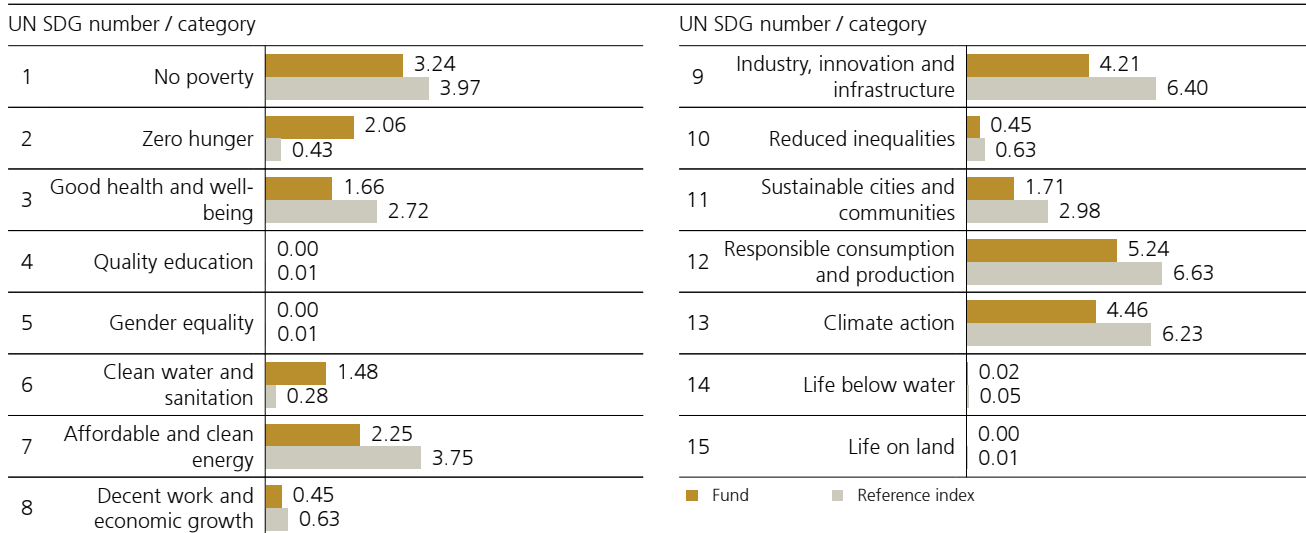 UN SDG number / category
1
No poverty
3.24
3.97
2
Zero hunger
2.06
0.43
3
Good health and well-
being
1.66
2.72
4
Quality education
0.00
0.01
5
Gender equality
0.00
0.01
6
Clean water and
sanitation
1.48
0.28
7
Affordable and clean
energy
2.25
3.75
8
Decent work and
economic growth
0.45
0.63
UN SDG number / category
9
Industry, innovation and
infrastructure
4.21
6.40
10
Reduced inequalities
0.45
0.63
11
Sustainable cities and
communities
1.71
2.98
12
Responsible consumption
and production
5.24
6.63
13
Climate action
4.46
6.23
14
Life below water
0.02
0.05
15
Life on land
0.00
0.01
Fund
Reference index